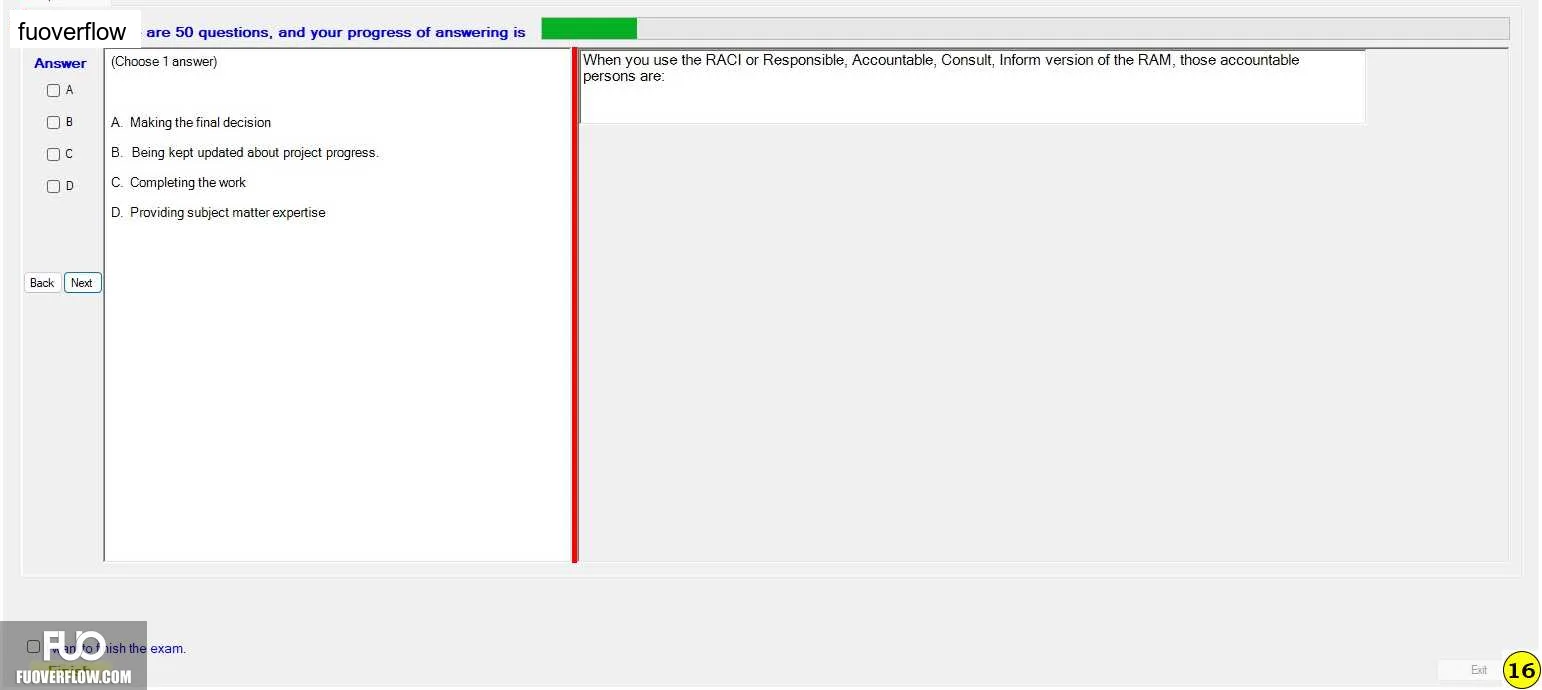 fuoverflow are 50 questions, and your progress of answering is
Answer
(Choose 1 answer)
When you use the RACI or Responsible, Accountable, Consult, Inform version of the RAM, those accountable
persons are:
A
B
C
D
A. Making the final decision
B. Being kept updated about project progress.
C. Completing the work
D. Providing subject matter expertise
Back Next
FUO
finish the exam.
Finish
FUOVERFLOW.COM
Exit
16